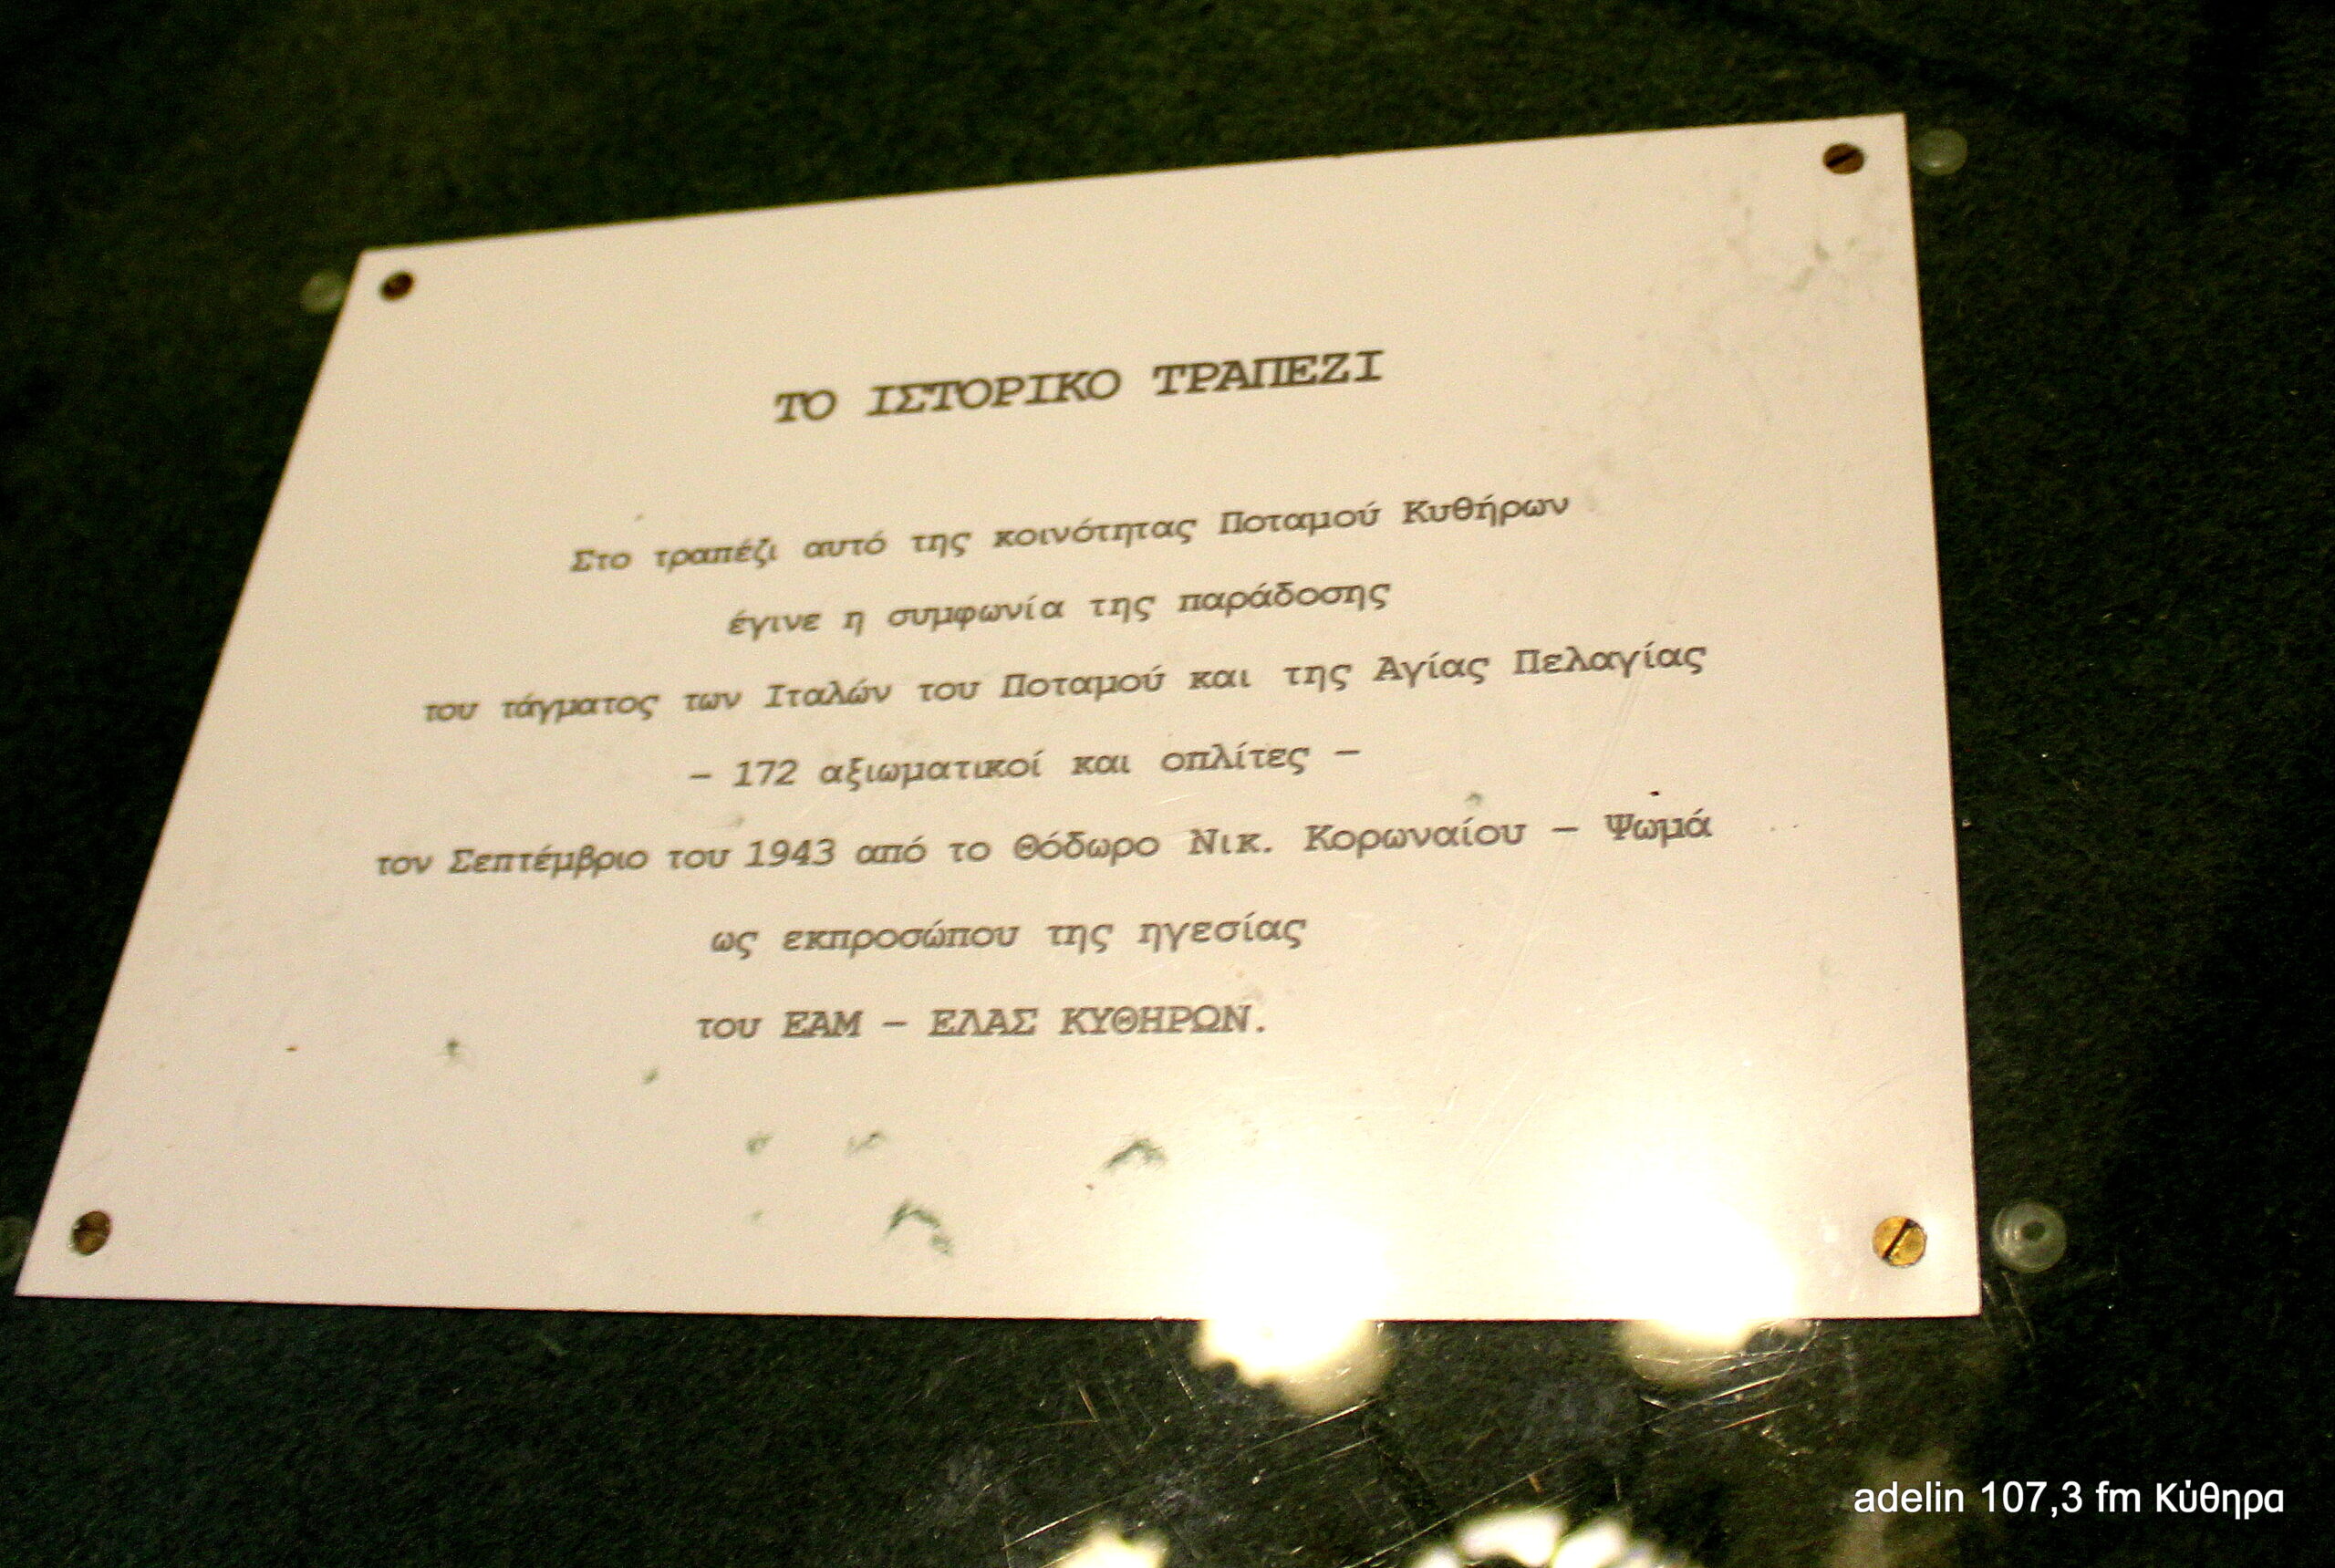 ΤΟ ΙΣΤΟΡΙΚΟ ΤΡΑΠΕΖΙ
Στο τραπέζι αυτό της κοινότητας Ποταμού Κυθήρων
έγινε η συμφωνία της παράδοσης
του τάγματος των Ιταλών του Ποταμού και της Αγίας Πελαγίας
– 172 αξιωματικοί και οπλίτες –
τον Σεπτέμβριο του 1943 από το Θόδωρο Νικ. Κορωναίου – Ψωμά
ως εκπροσώπου της ηγεσίας
του ΕΑΜ – ΕΛΑΣ ΚΥΘΗΡΩΝ.
adelin 107,3 fm Κύθηρα